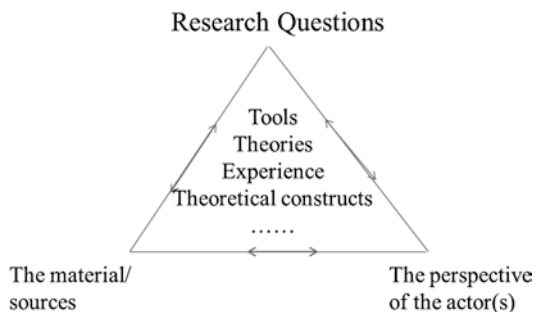 Research Questions
Tools
Theories
Experience
Theoretical constructs
......
The material/
sources
The perspective
of the actor(s)